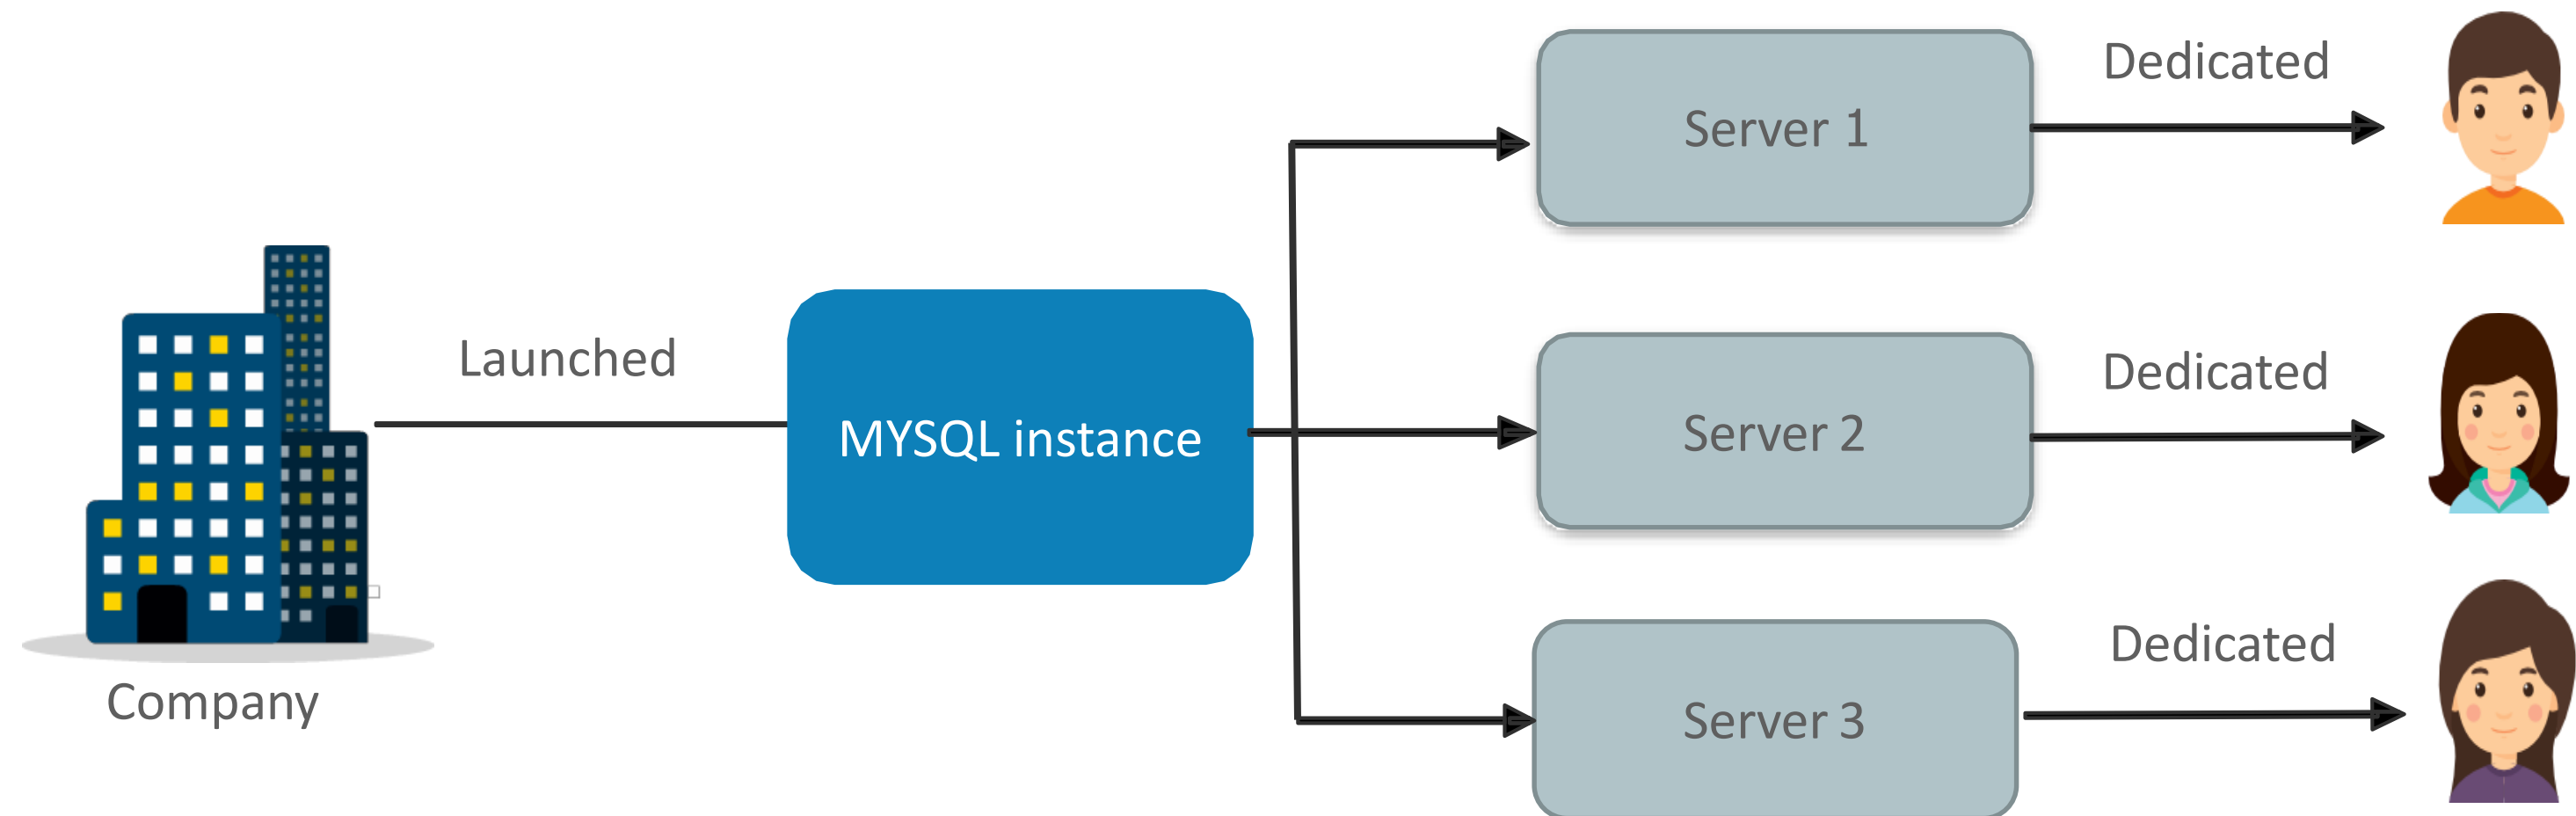 Company
Launched
MYSQL instance
Server 1
Dedicated
Server 2
Dedicated
Server 3
Dedicated